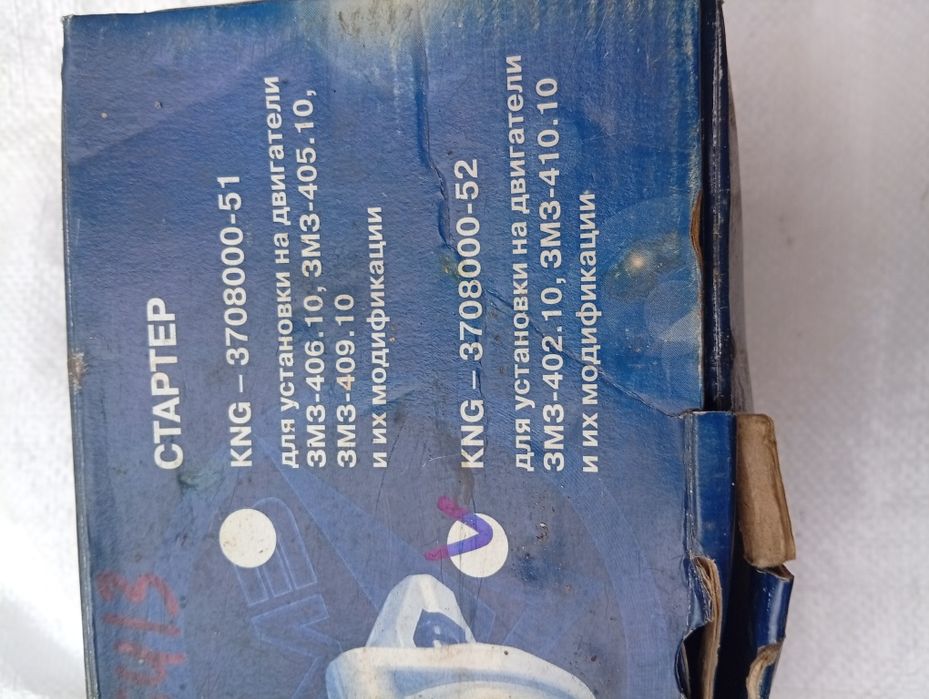 СТАРТЕР
KNG – 3708000-51
для установки на двигатели
ЗМЗ-406.10, ЗМЗ-405.10,
ЗМЗ-409.10
и их модификации
KNG – 3708000-52
для установки на двигатели
ЗМЗ-402.10, ЗМЗ-410.10
и их модификации